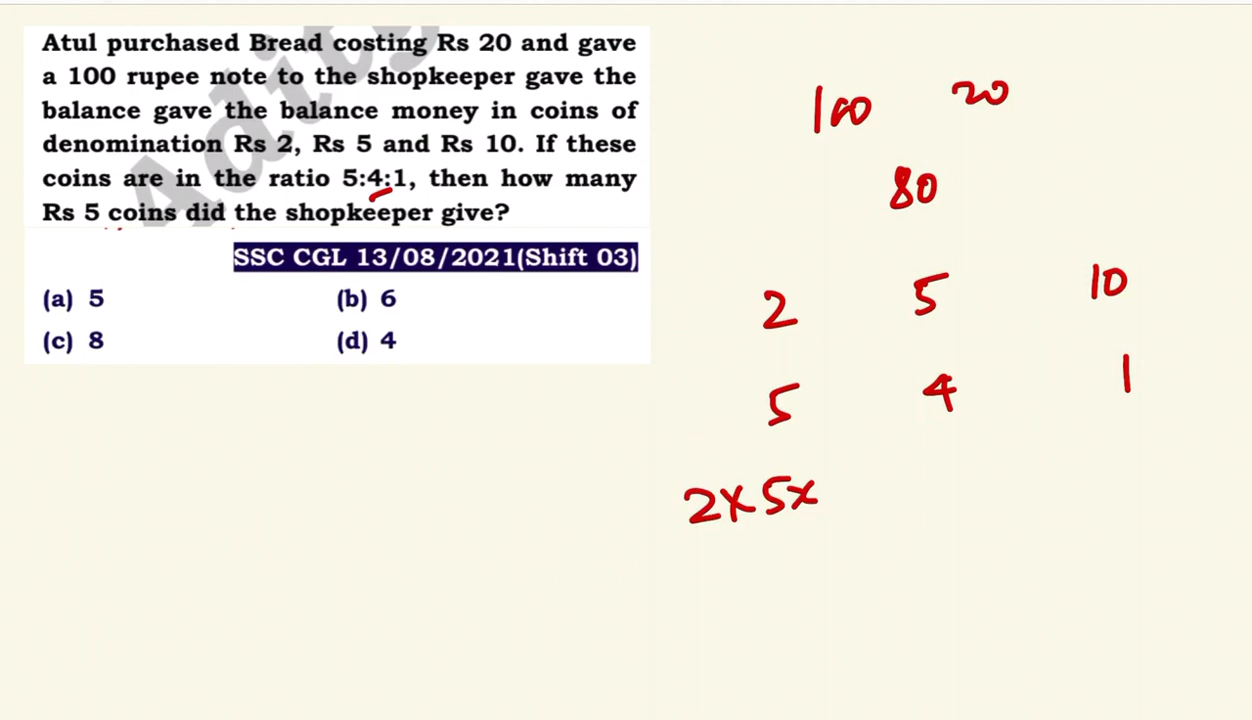 Atul purchased Bread costing Rs 20 and gave
a 100 rupee note to the shopkeeper gave the
balance gave the balance money in coins of
denomination Rs 2, Rs 5 and Rs 10. If these
coins are in the ratio 5:4:1, then how many
Rs 5 coins did the shopkeeper give?
SSC CGL 13/08/2021(Shift 03)
(a) 5 (b) 6
(c) 8 (d) 4
100 20
80
2 5 10
5 4 1
2x 5x